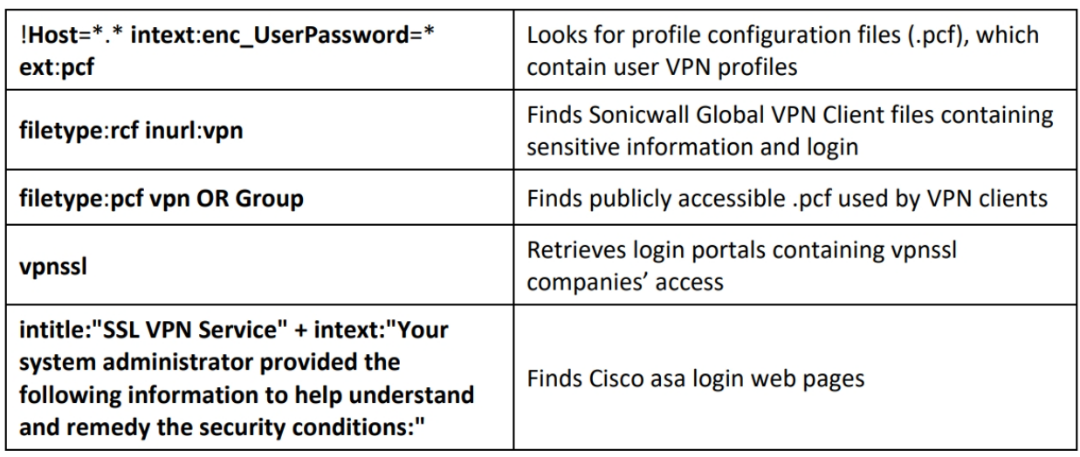 !Host=*.* intext:enc_UserPassword=*
ext:pcf
Looks for profile configuration files (.pcf), which
contain user VPN profiles
filetype:rcf inurl:vpn
Finds Sonicwall Global VPN Client files containing
sensitive information and login
filetype:pcf vpn OR Group
Finds publicly accessible .pcf used by VPN clients
vpnssl
Retrieves login portals containing vpnssl
companies’ access
intitle:"SSL VPN Service" + intext:"Your
system administrator provided the
following information to help understand
and remedy the security conditions:"
Finds Cisco asa login web pages